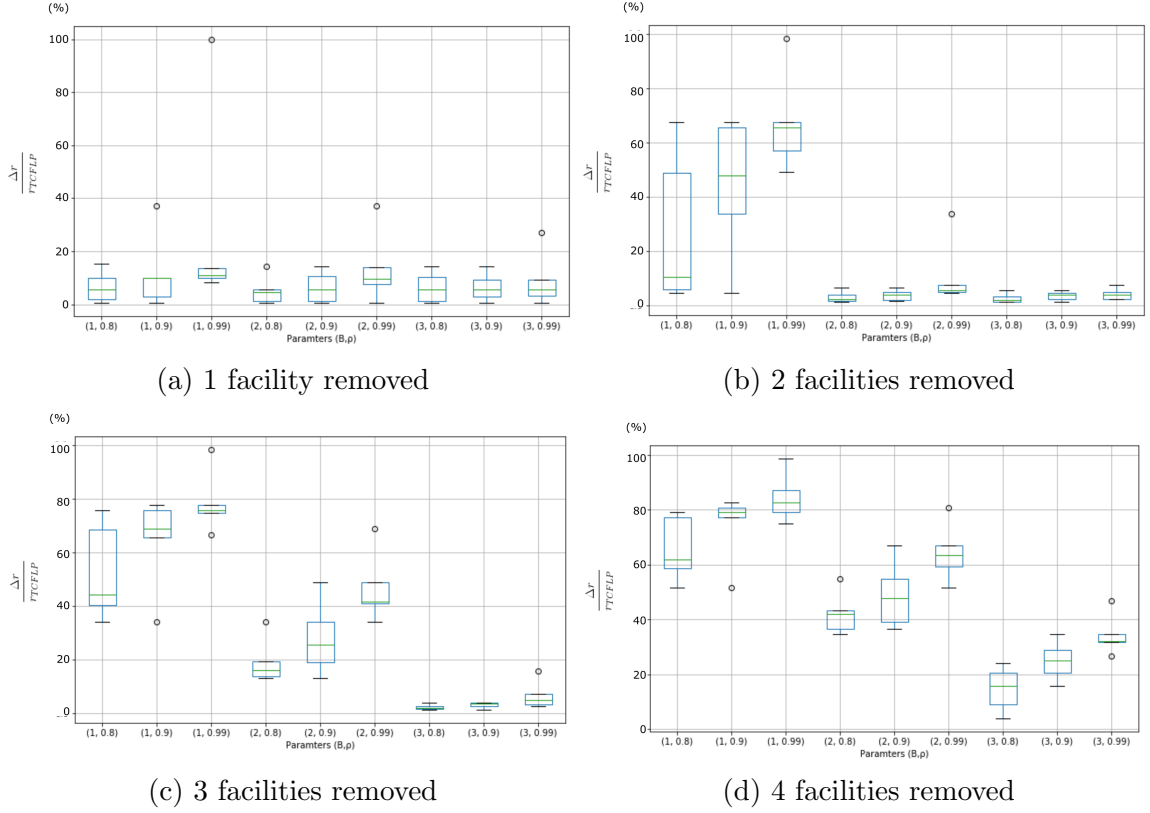 (%)
100
80
60
40
20
0
Δr
r_TCFLP
(1, 0.8) (1, 0.9) (1, 0.99) (2, 0.8) (2, 0.9) (2, 0.99) (3, 0.8) (3, 0.9) (3, 0.99)
Paramters (B,ρ)
(a) 1 facility removed
(%)
100
80
60
40
20
0
Δr
r_TCFLP
(1, 0.8) (1, 0.9) (1, 0.99) (2, 0.8) (2, 0.9) (2, 0.99) (3, 0.8) (3, 0.9) (3, 0.99)
Paramters (B,ρ)
(b) 2 facilities removed
(%)
100
80
60
40
20
0
Δr
r_TCFLP
(1, 0.8) (1, 0.9) (1, 0.99) (2, 0.8) (2, 0.9) (2, 0.99) (3, 0.8) (3, 0.9) (3, 0.99)
Paramters (B,ρ)
(c) 3 facilities removed
(%)
100
80
60
40
20
0
Δr
r_TCFLP
(1, 0.8) (1, 0.9) (1, 0.99) (2, 0.8) (2, 0.9) (2, 0.99) (3, 0.8) (3, 0.9) (3, 0.99)
Paramters (B,ρ)
(d) 4 facilities removed